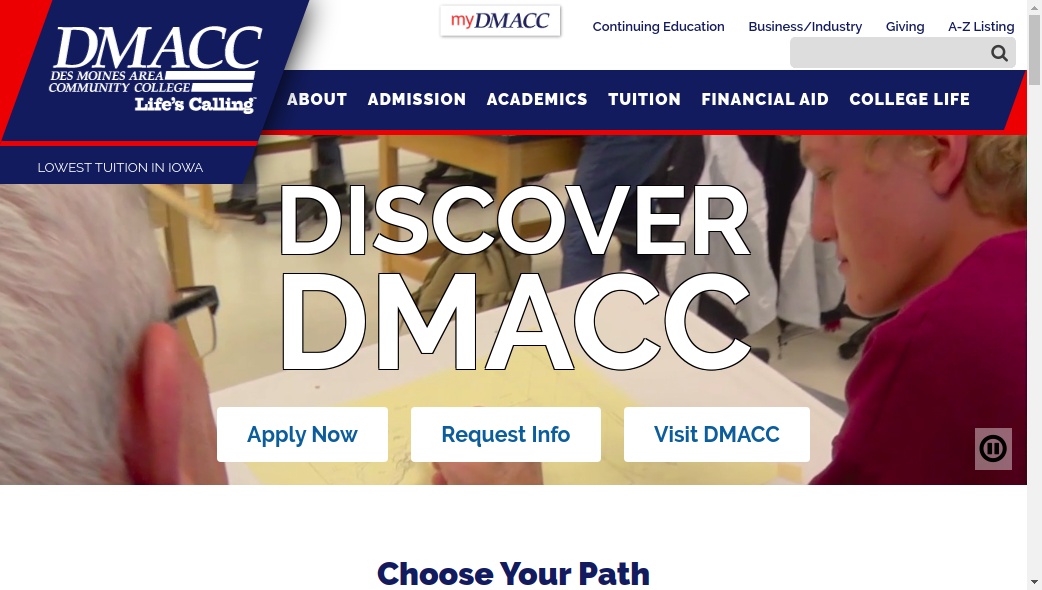 DMACC
DES MOINES AREA
COMMUNITY COLLEGE
Life's Calling
LOWEST TUITION IN IOWA
myDMACC
Continuing Education
Business/Industry
Giving
A-Z Listing
ABOUT
ADMISSION
ACADEMICS
TUITION
FINANCIAL AID
COLLEGE LIFE
DISCOVER
DMACC
Apply Now
Request Info
Visit DMACC
Choose Your Path